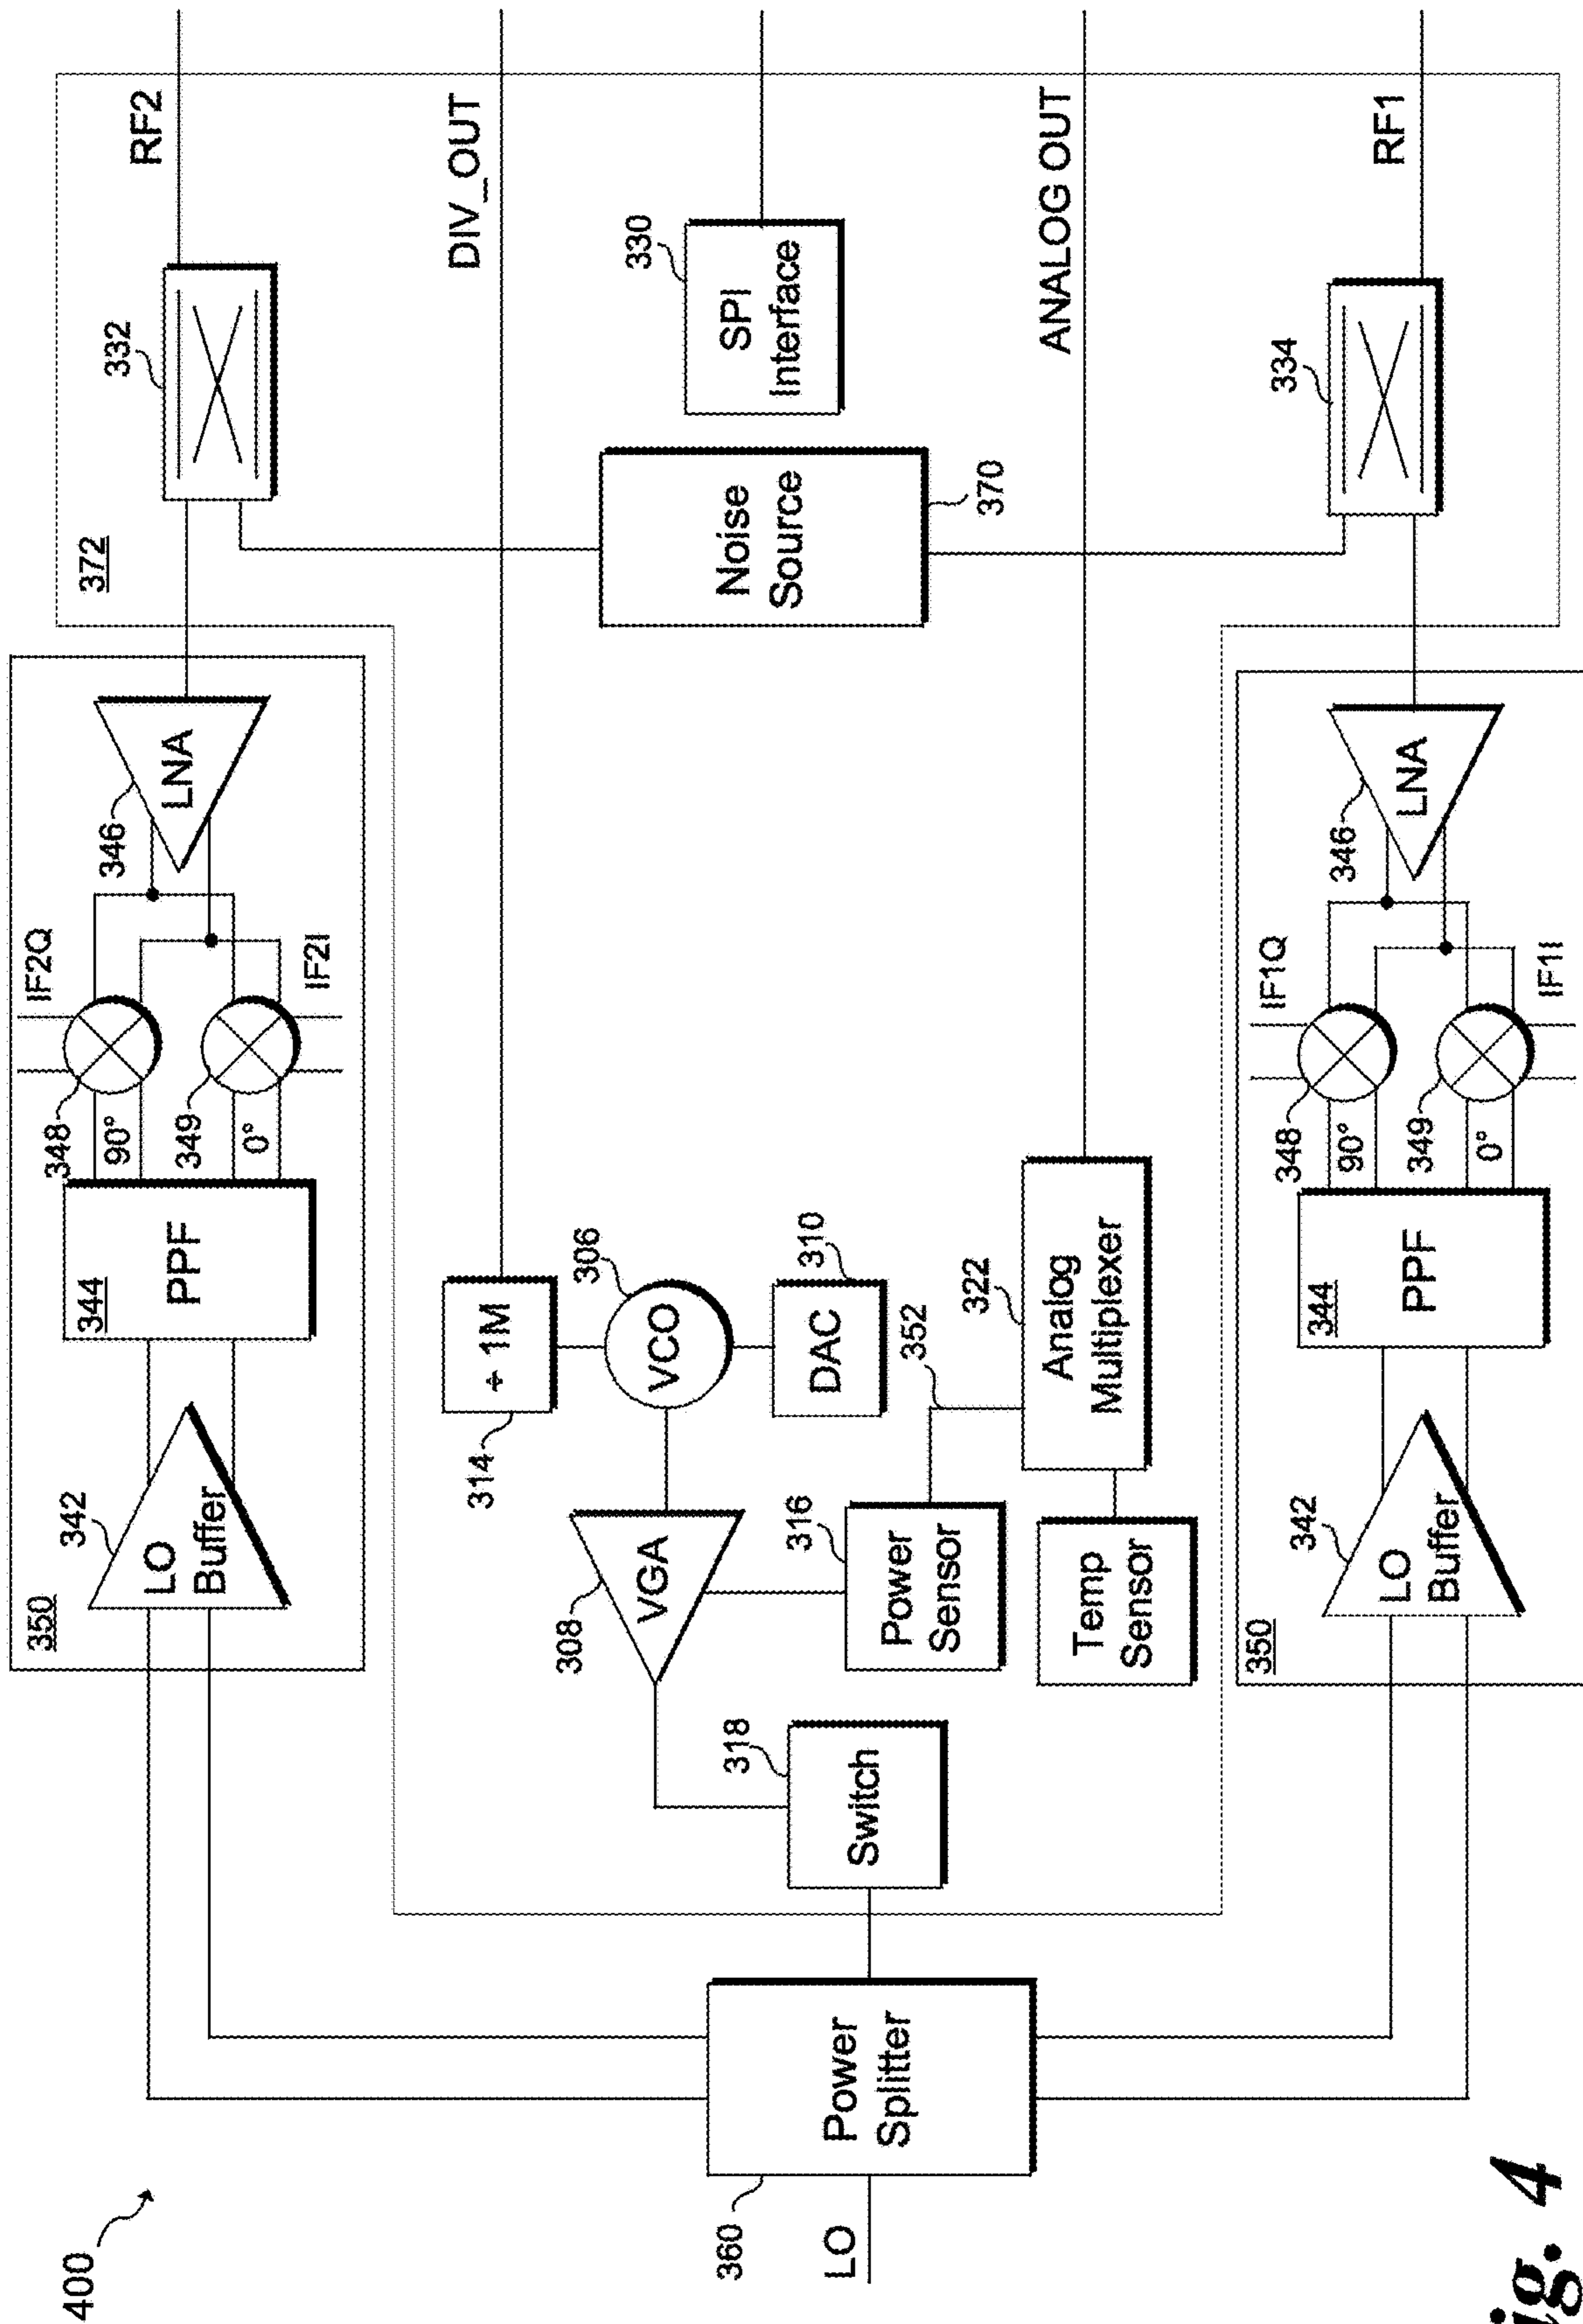 400
360
LO
Power
Splitter
350
342
LO
Buffer
344
PPF
348
90°
349
0°
IF2Q
IF2I
346
LNA
372
332
RF2
DIV_OUT
314
÷ 1M
306
VCO
310
DAC
308
VGA
318
Switch
316
Power
Sensor
352
Temp
Sensor
322
Analog
Multiplexer
Noise
Source
370
330
SPI
Interface
ANALOG OUT
350
342
LO
Buffer
344
PPF
348
90°
349
0°
IF1Q
IF1I
346
LNA
334
RF1
ig. 4